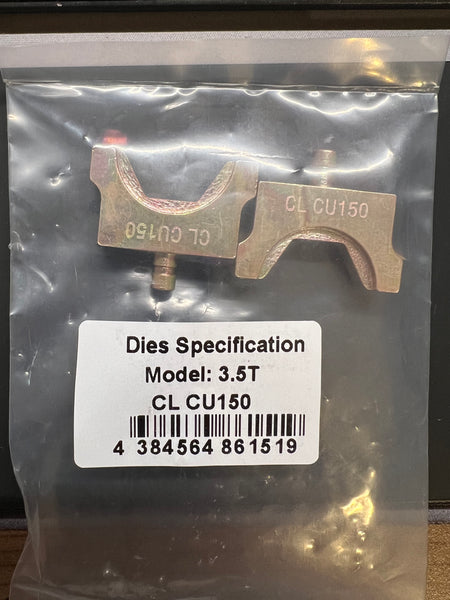 CL CU150
CL CU150
Dies Specification
Model: 3.5T
CL CU150
4 384564 861519